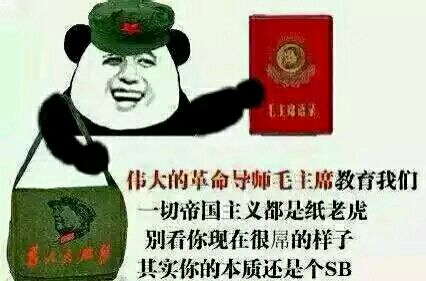 毛主席语录
伟大的革命导师毛主席教育我们
一切帝国主义都是纸老虎
别看你现在很屌的样子
其实你的本质还是个SB